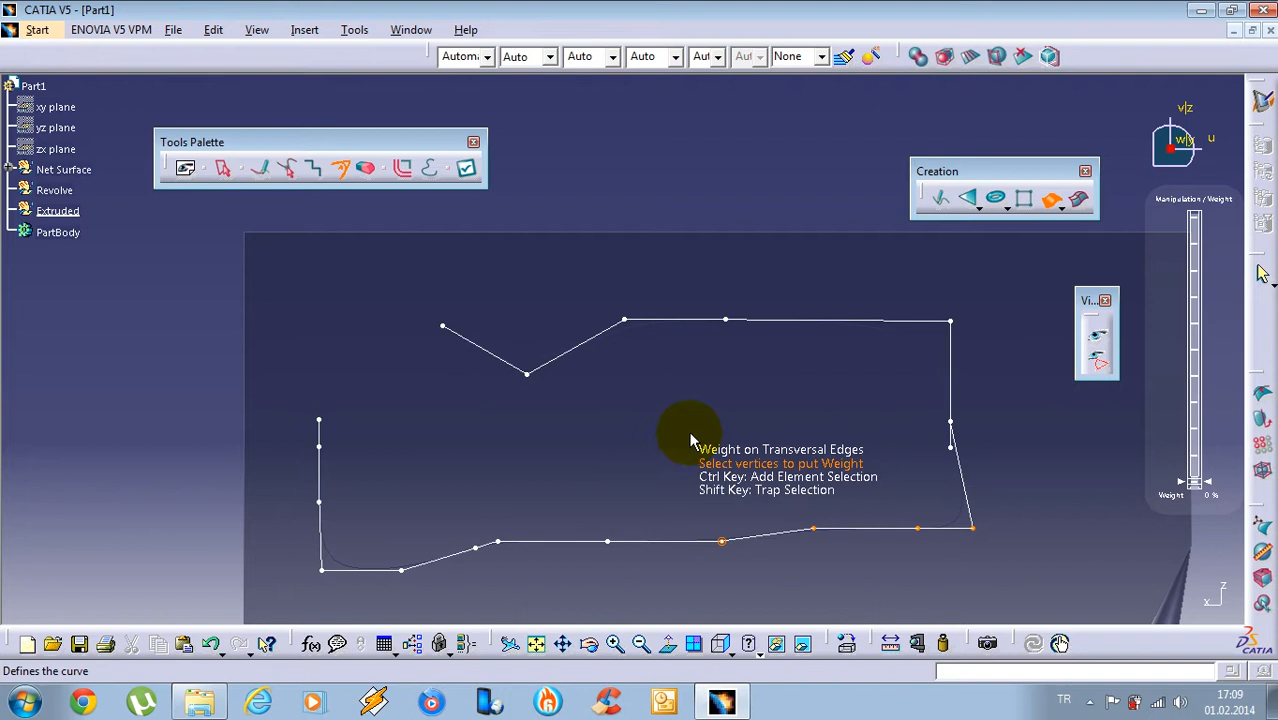 CATIA V5 - [Part1]
Start ENOVIA V5 VPM File Edit View Insert Tools Window Help
Automa Auto Auto Auto Aut Aut None
Part1
xy plane
yz plane
zx plane
Net Surface
Revolve
Extruded
PartBody
Tools Palette
Creation
v|z
w|y
u
Manipulation / Weight
Vi...
Weight on Transversal Edges
Select vertices to put Weight
Ctrl Key: Add Element Selection
Shift Key: Trap Selection
Weight 0 %
z
x
f(x)
CATIA
Defines the curve
TR
17:09
01.02.2014